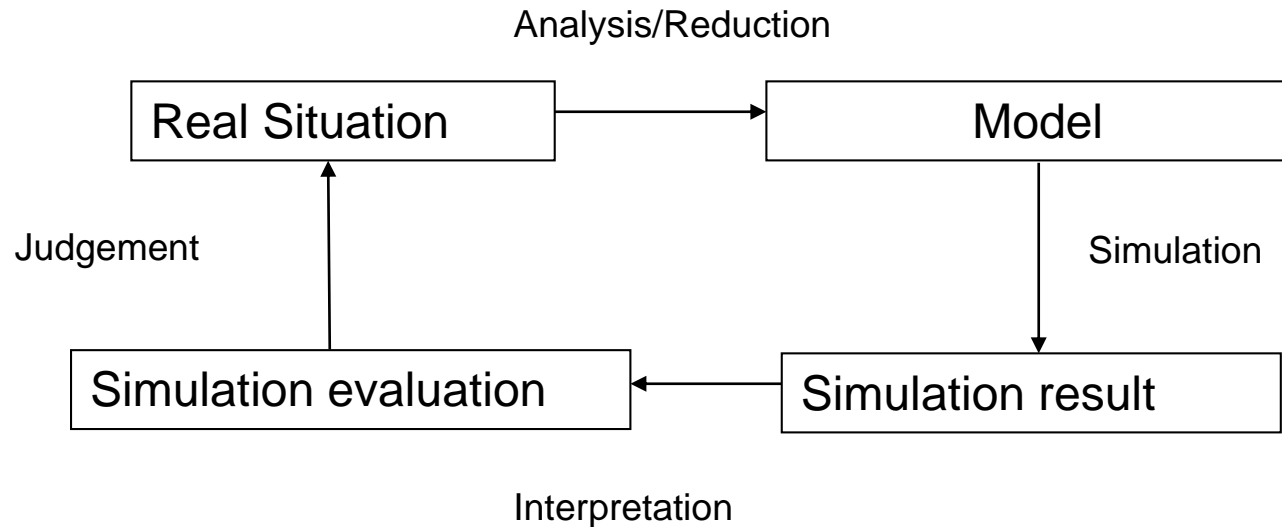 Analysis/Reduction
Real Situation
Model
Judgement
Simulation
Simulation evaluation
Simulation result
Interpretation